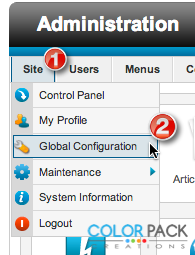 Administration
Site 1 Users Menus
Control Panel
My Profile
2
Global Configuration
Maintenance
Artic
System Information
Logout
COLOR PACK
CREATIONS